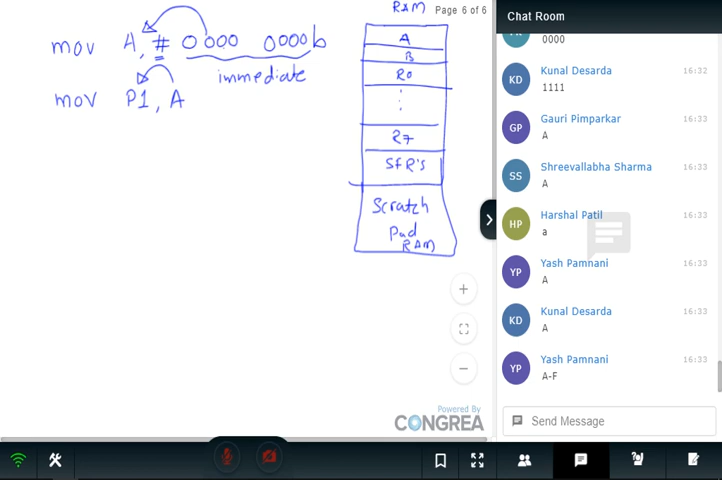 mov A, # 0000 0000b
immediate
mov P1, A
RAM
A
B
R0
R7
SFR's
Scratch
Pad
RAM
Page 6 of 6
Powered By
CONGREA
Chat Room
0000
KD
Kunal Desarda
16:32
1111
GP
Gauri Pimparkar
16:33
A
SS
Shreevallabha Sharma
16:33
A
HP
Harshal Patil
16:33
a
YP
Yash Pamnani
16:33
A
KD
Kunal Desarda
16:33
A
YP
Yash Pamnani
16:33
A-F
Send Message